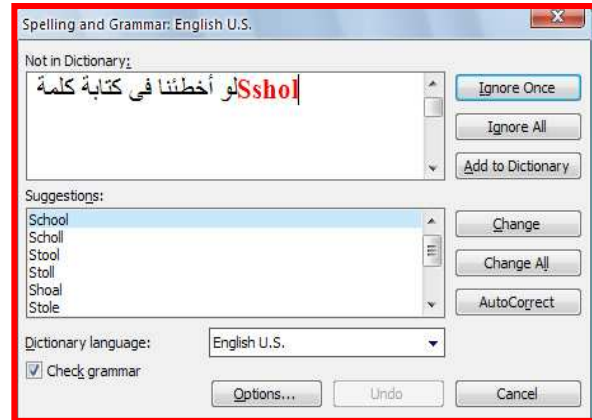 Spelling and Grammar: English U.S.
Not in Dictionary:
لو أخطئنا فى كتابة كلمة Sshol
Ignore Once
Ignore All
Add to Dictionary
Suggestions:
School
Scholl
Stool
Stoll
Shoal
Stole
Change
Change All
AutoCorrect
Dictionary language:
English U.S.
Check grammar
Options...
Undo
Cancel